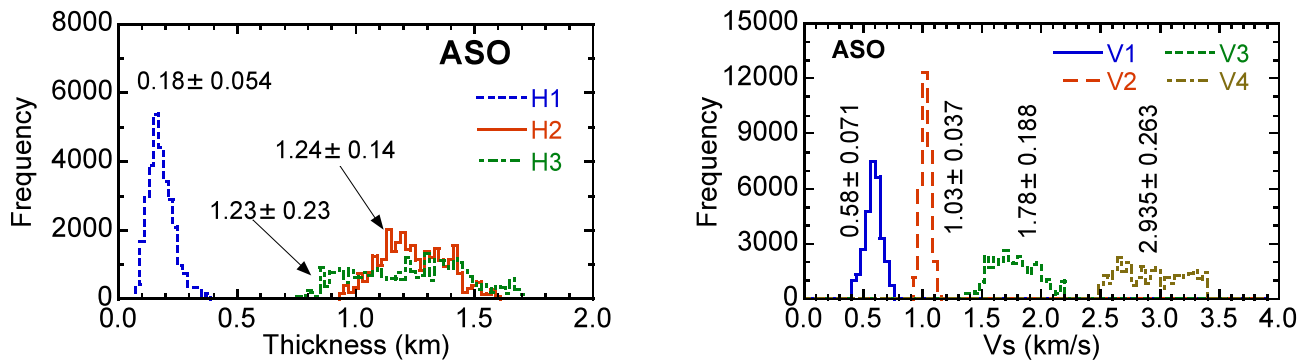 8000
6000
4000
2000
0
Frequency
0.0
0.5
1.0
1.5
2.0
Thickness (km)
ASO
0.18± 0.054
1.24± 0.14
1.23± 0.23
H1
H2
H3
15000
12000
9000
6000
3000
0
Frequency
0.0
0.5
1.0
1.5
2.0
2.5
3.0
3.5
4.0
Vs (km/s)
ASO
V1
V2
V3
V4
0.58± 0.071
1.03± 0.037
1.78± 0.188
2.935± 0.263